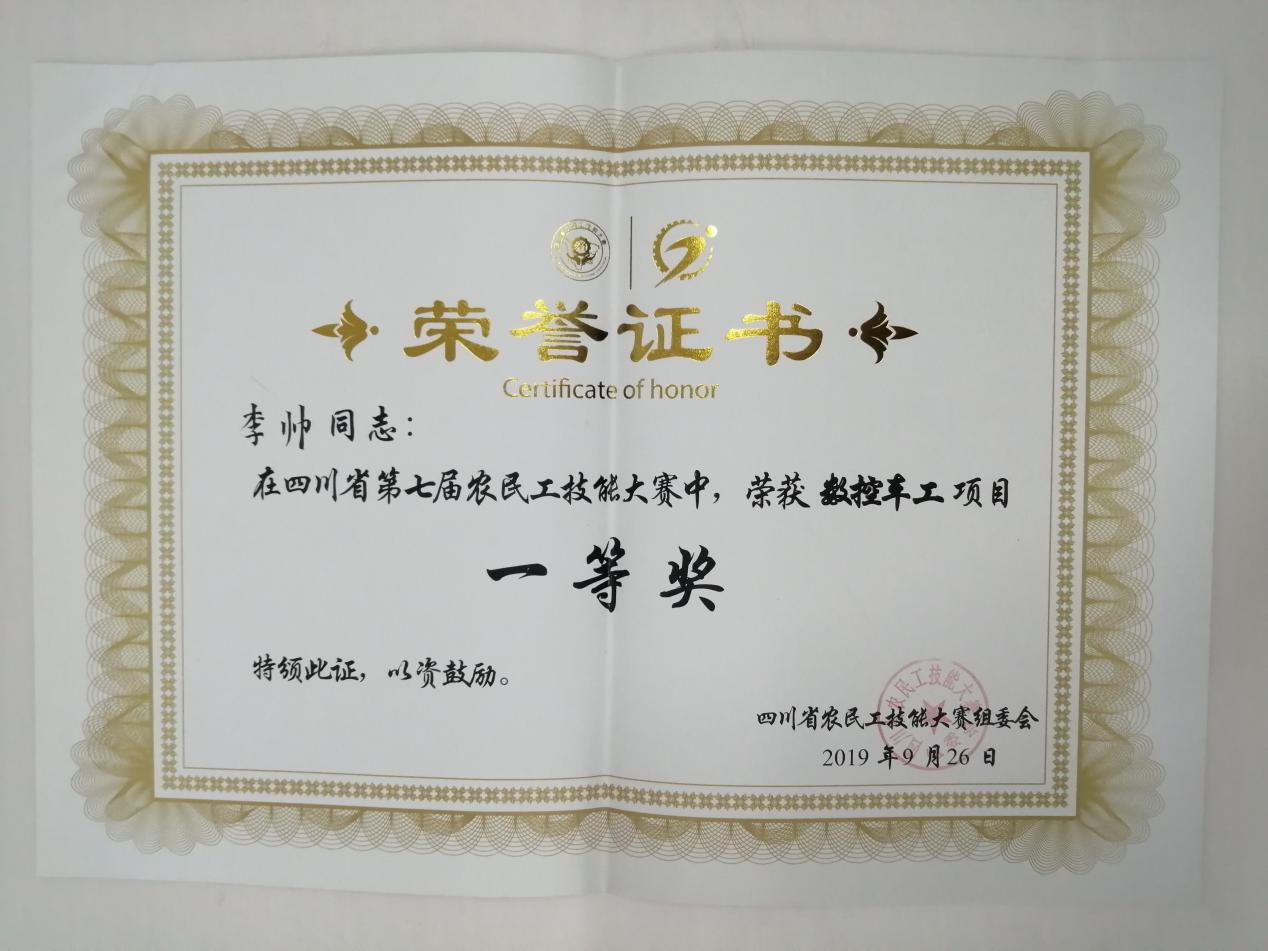 荣誉证书
Certificate of honor
李帅同志：
在四川省第七届农民工技能大赛中，荣获 数控车工 项目
一等奖
特颁此证，以资鼓励。
四川省农民工技能大赛组委会
2019 年 9 月 26 日